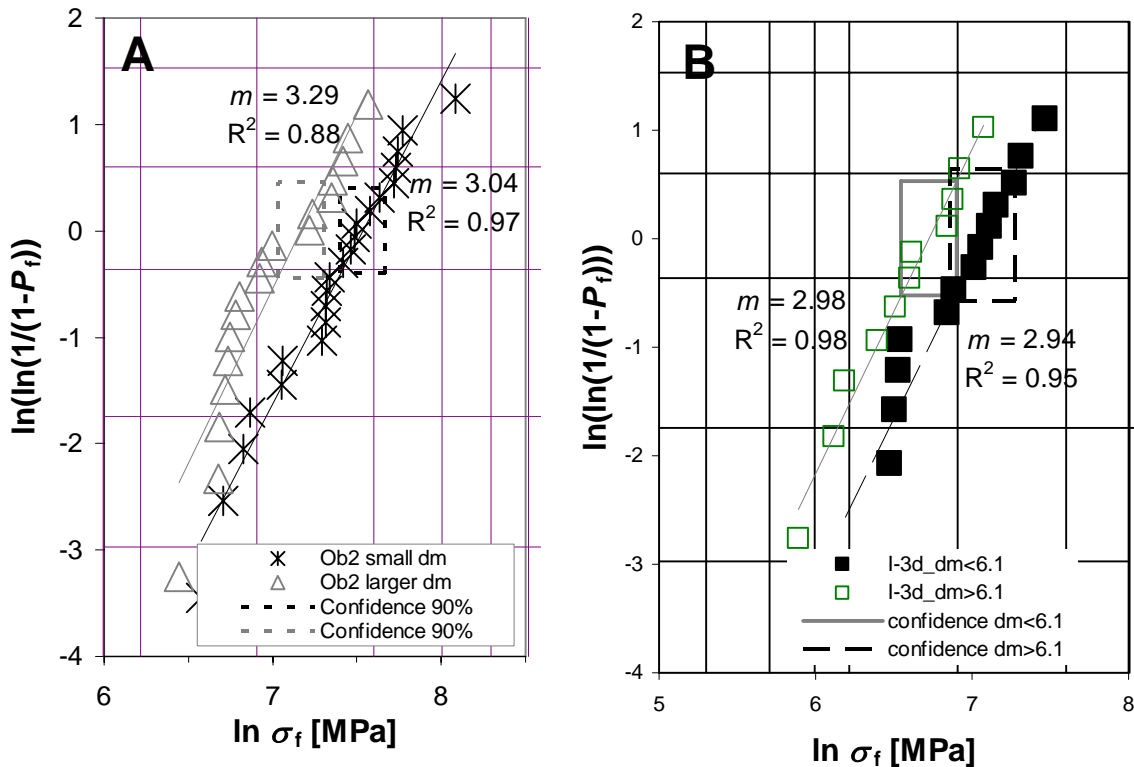 A
2
1
0
-1
-2
-3
-4
ln(ln(1/(1-Pf))
m = 3.29
R2 = 0.88
m = 3.04
R2 = 0.97
Ob2 small dm
Ob2 larger dm
Confidence 90%
Confidence 90%
6 7 8
ln σf [MPa]
B
2
1
0
-1
-2
-3
-4
ln(ln(1/(1-Pf)))
m = 2.98
R2 = 0.98
m = 2.94
R2 = 0.95
I-3d_dm<6.1
I-3d_dm>6.1
confidence dm<6.1
confidence dm>6.1
5 6 7 8
ln σf [MPa]